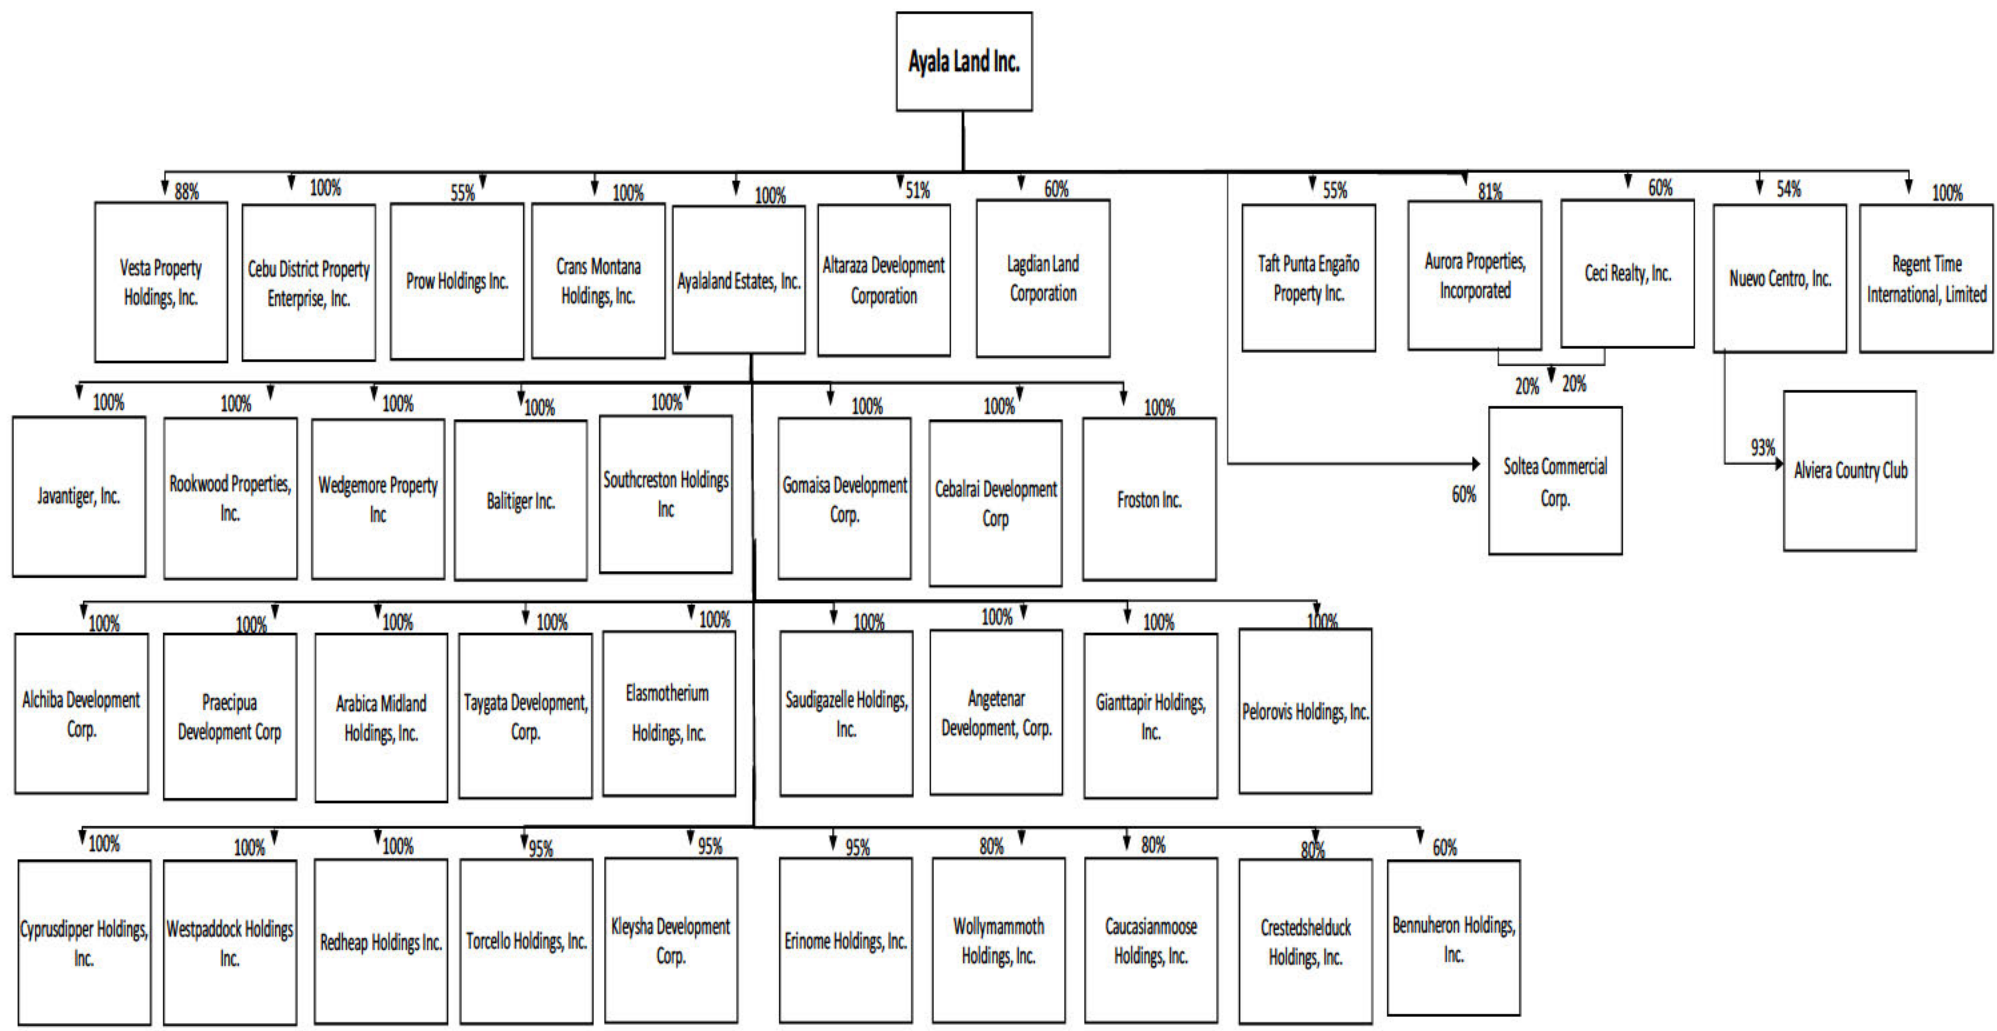 Ayala Land Inc.
88%
100%
55%
100%
100%
51%
60%
55%
81%
60%
54%
100%
Vesta Property
Holdings, Inc.
Cebu District Property
Enterprise, Inc.
Prow Holdings Inc.
Crans Montana
Holdings, Inc.
Ayalaland Estates, Inc.
Altaraza Development
Corporation
Lagdian Land
Corporation
Taft Punta Engaño
Property Inc.
Aurora Properties,
Incorporated
Ceci Realty, Inc.
Nuevo Centro, Inc.
Regent Time
International, Limited
20%
20%
60%
Soltea Commercial
Corp.
93%
Alviera Country Club
100%
100%
100%
100%
100%
100%
100%
100%
Javantiger, Inc.
Rookwood Properties,
Inc.
Wedgemore Property
Inc
Balitiger Inc.
Southcreston Holdings
Inc
Gomaisa Development
Corp.
Cebalrai Development
Corp
Froston Inc.
100%
100%
100%
100%
100%
100%
100%
100%
100%
Alchiba Development
Corp.
Praecipua
Development Corp
Arabica Midland
Holdings, Inc.
Taygata Development,
Corp.
Elasmotherium
Holdings, Inc.
Saudigazelle Holdings,
Inc.
Angetenar
Development, Corp.
Gianttapir Holdings,
Inc.
Pelorovis Holdings, Inc.
100%
100%
100%
95%
95%
95%
80%
80%
80%
60%
Cyprusdipper Holdings,
Inc.
Westpaddock Holdings
Inc.
Redheap Holdings Inc.
Torcello Holdings, Inc.
Kleysha Development
Corp.
Erinome Holdings, Inc.
Wollymammoth
Holdings, Inc.
Caucasianmoose
Holdings, Inc.
Crestedshelduck
Holdings, Inc.
Bennuheron Holdings,
Inc.